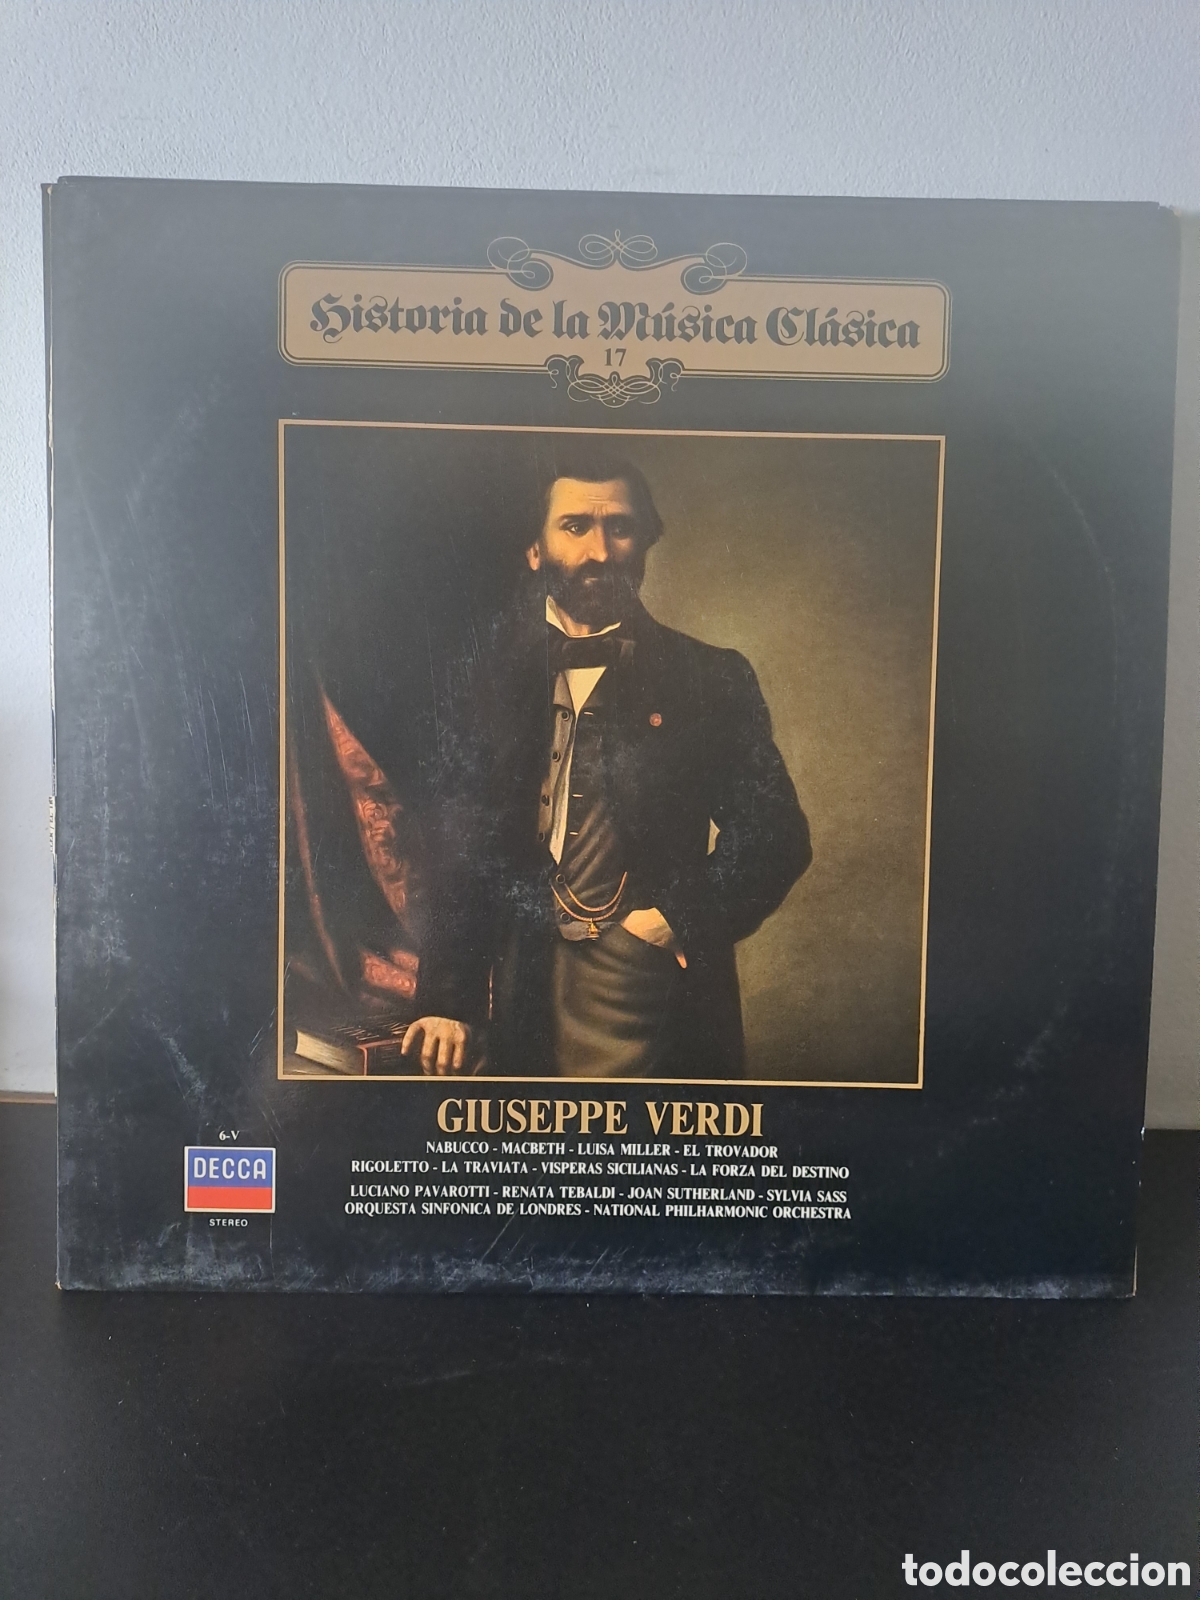 Historia de la Música Clásica
17
GIUSEPPE VERDI
NABUCCO - MACBETH - LUISA MILLER - EL TROVADOR
RIGOLETTO - LA TRAVIATA - VISPERAS SICILIANAS - LA FORZA DEL DESTINO
LUCIANO PAVAROTTI - RENATA TEBALDI - JOAN SUTHERLAND - SYLVIA SASS
ORQUESTA SINFONICA DE LONDRES - NATIONAL PHILHARMONIC ORCHESTRA
6-V
DECCA
STEREO
todocoleccion